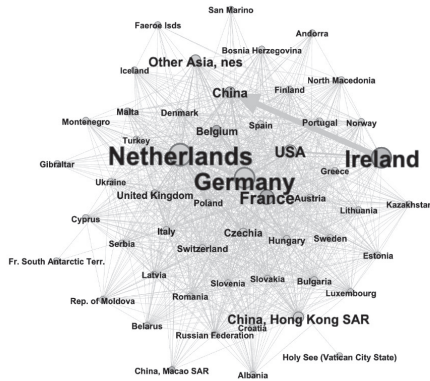 San Marino
Faeroe Isds
Andorra
Bosnia Herzegovina
Other Asia, nes
Iceland
North Macedonia
China
Finland
Malta
Denmark
Portugal
Norway
Montenegro
Belgium
Spain
Turkey
Netherlands
USA
Ireland
Gibraltar
Greece
Ukraine
Germany
United Kingdom
France
Austria
Poland
Kazakhstan
Lithuania
Cyprus
Italy
Czechia
Serbia
Switzerland
Hungary
Sweden
Fr. South Antarctic Terr.
Estonia
Latvia
Slovenia
Slovakia
Bulgaria
Rep. of Moldova
Romania
Luxembourg
China, Hong Kong SAR
Belarus
Croatia
Russian Federation
Holy See (Vatican City State)
China, Macao SAR
Albania